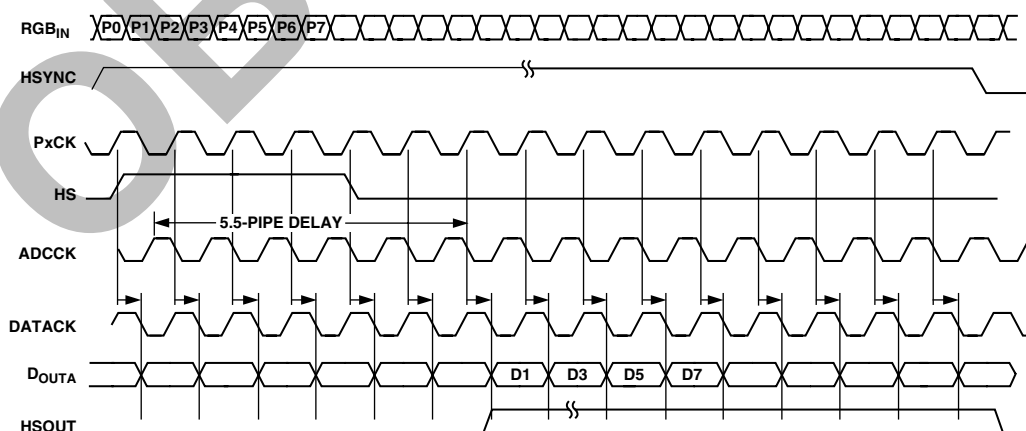 RGBIN P0 P1 P2 P3 P4 P5 P6 P7
HSYNC
PxCK
HS
5.5-PIPE DELAY
ADCCK
DATACK
DOUTA D1 D3 D5 D7
HSOUT